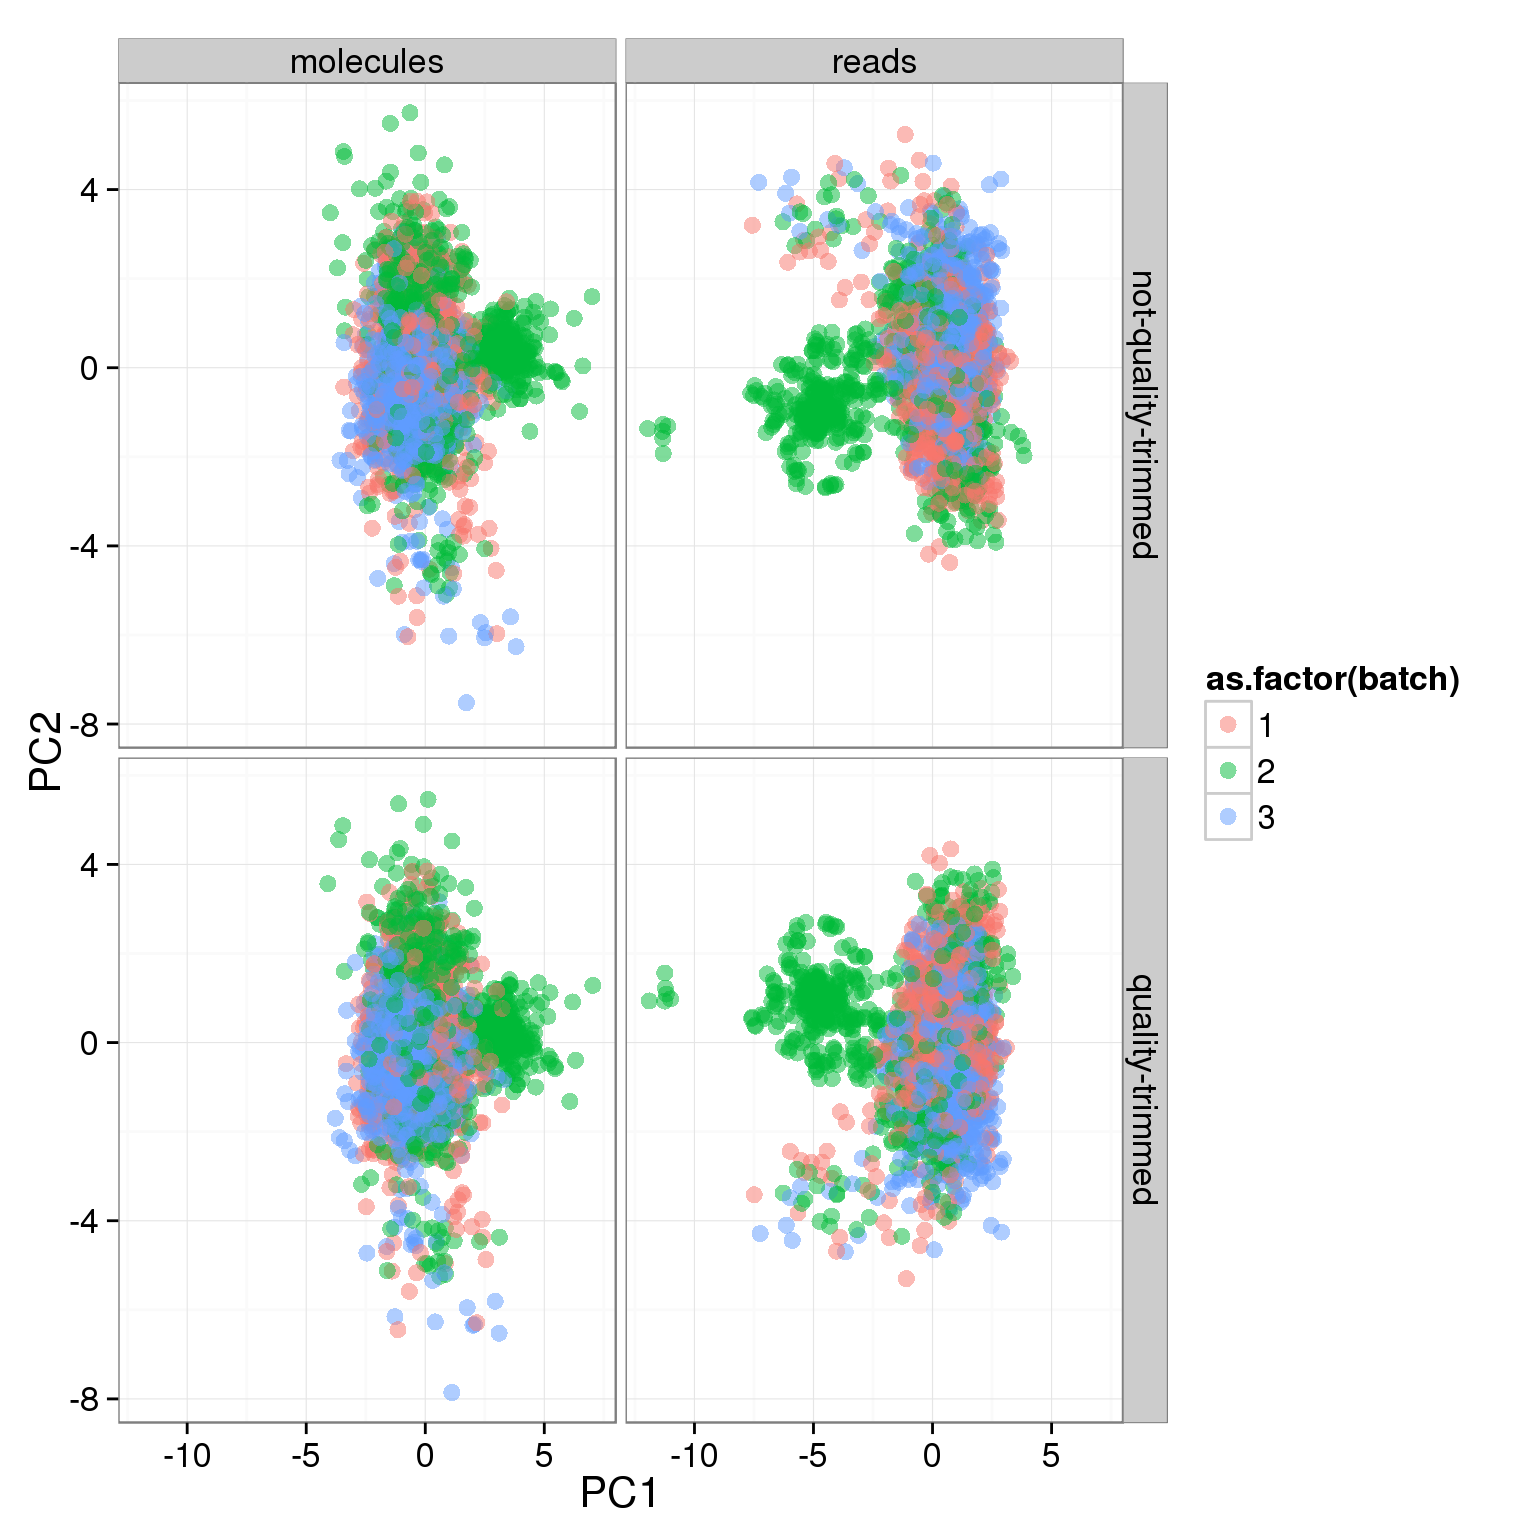 molecules
reads
4
0
-4
-8
not-quality-trimmed
PC2
4
0
-4
-8
quality-trimmed
-10
-5
0
5
-10
-5
0
5
PC1
as.factor(batch)
1
2
3